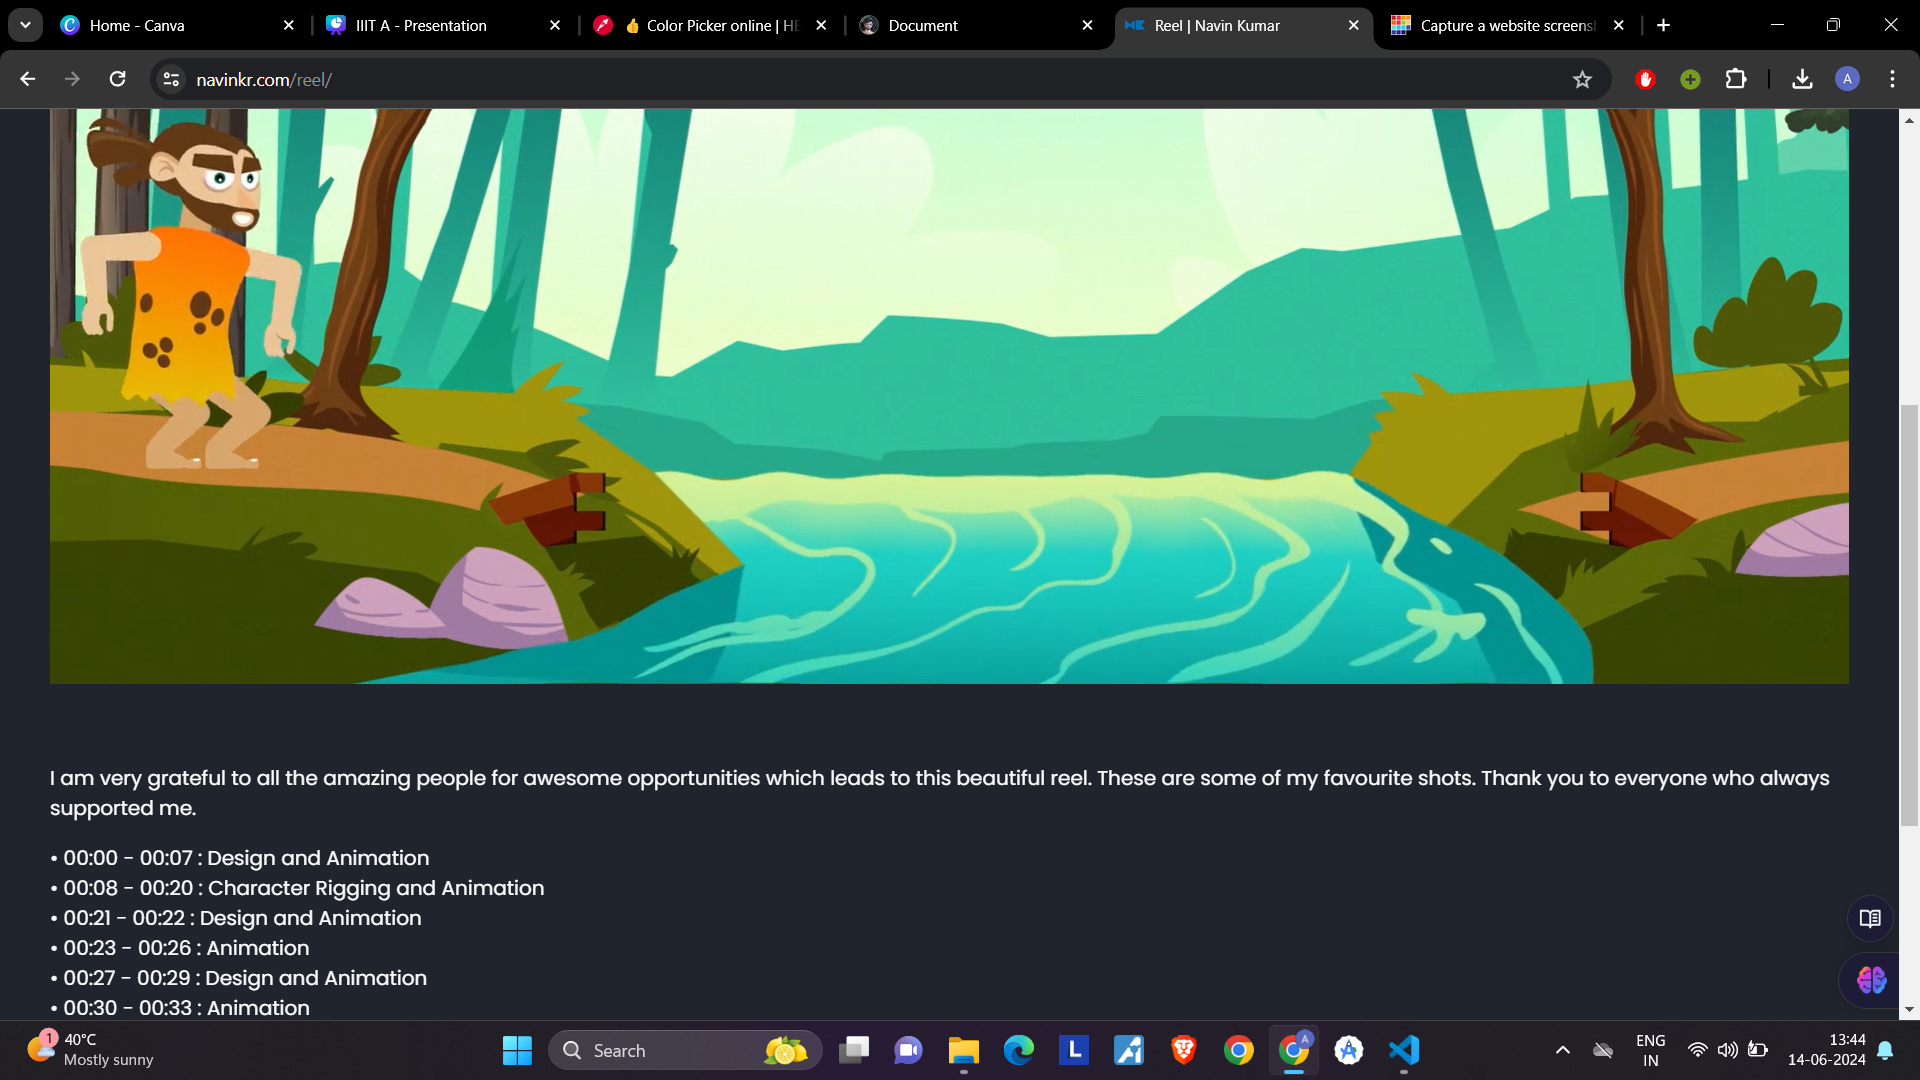 Home - Canva
IIIT A - Presentation
👍 Color Picker online | HE
Document
Reel | Navin Kumar
Capture a website screens
navinkr.com/reel/
A
I am very grateful to all the amazing people for awesome opportunities which leads to this beautiful reel. These are some of my favourite shots. Thank you to everyone who always
supported me.
• 00:00 - 00:07 : Design and Animation
• 00:08 - 00:20 : Character Rigging and Animation
• 00:21 - 00:22 : Design and Animation
• 00:23 - 00:26 : Animation
• 00:27 - 00:29 : Design and Animation
• 00:30 - 00:33 : Animation
1
40°C
Mostly sunny
Search
L
A
ENG
IN
13:44
14-06-2024